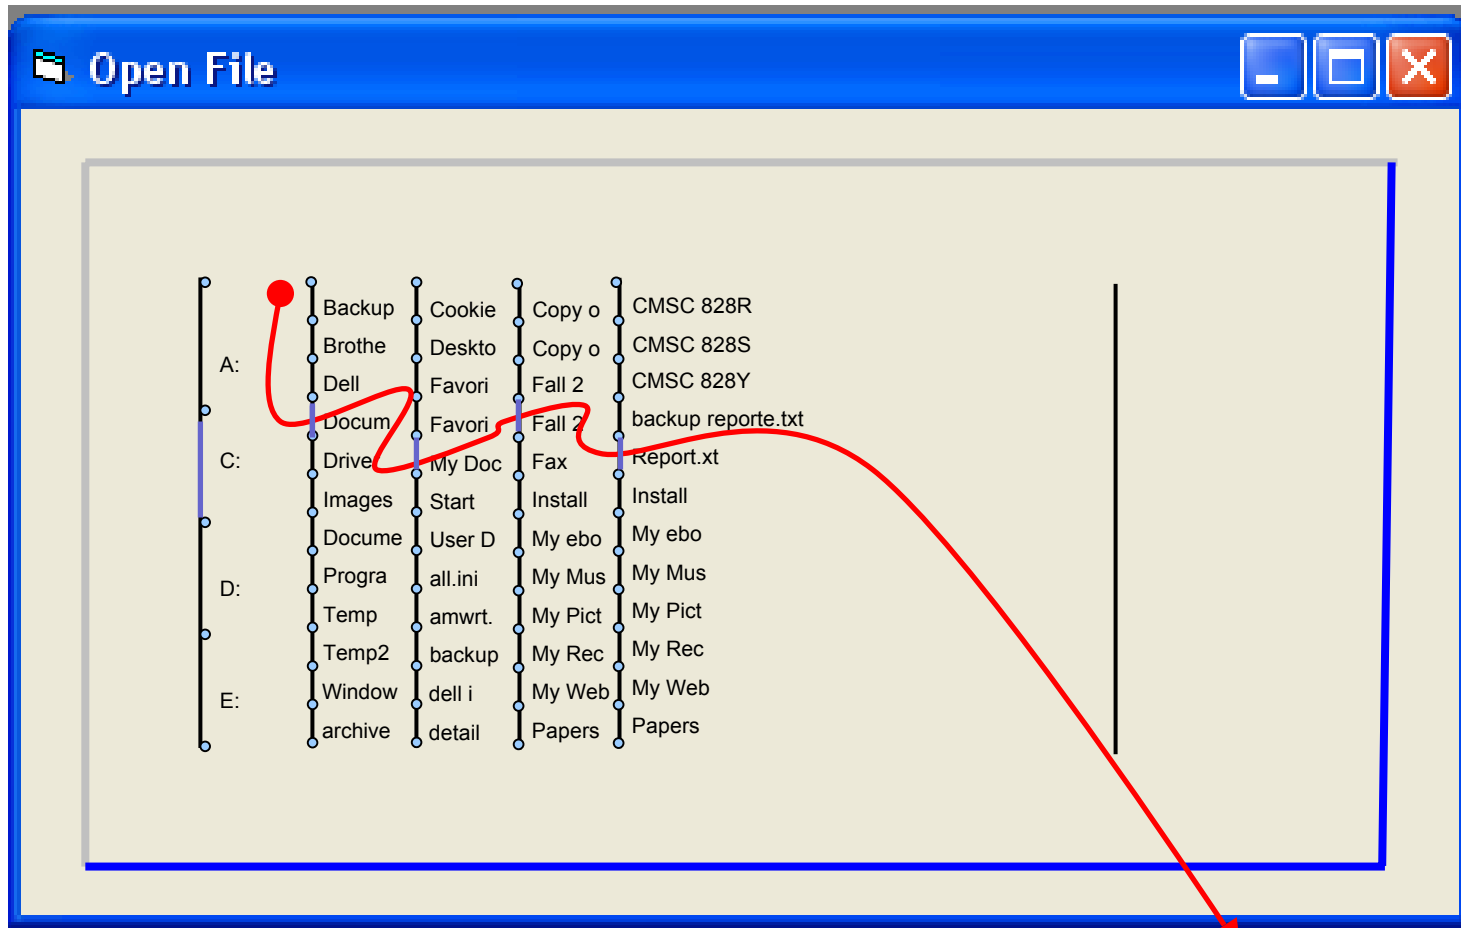 Open File
A:
C:
D:
E:
Backup
Brothe
Dell
Docum
Drive
Images
Docume
Progra
Temp
Temp2
Window
archive
Cookie
Deskto
Favori
Favori
My Doc
Start
User D
all.ini
amwrt.
backup
dell i
detail
Copy o
Copy o
Fall 2
Fall 2
Fax
Install
My ebo
My Mus
My Pict
My Rec
My Web
Papers
CMSC 828R
CMSC 828S
CMSC 828Y
backup reporte.txt
Report.xt
Install
My ebo
My Mus
My Pict
My Rec
My Web
Papers